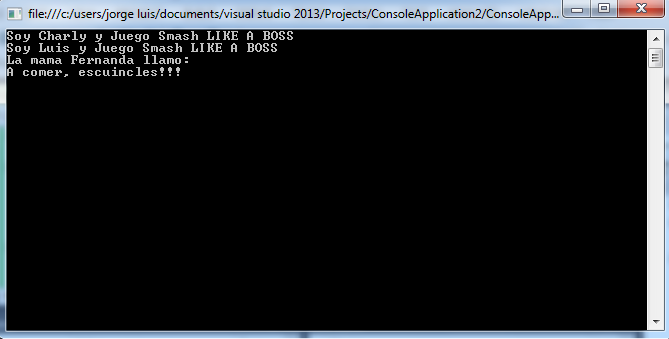 file:///c:/users/jorge luis/documents/visual studio 2013/Projects/ConsoleApplication2/ConsoleApp...
Soy Charly y Juego Smash LIKE A BOSS
Soy Luis y Juego Smash LIKE A BOSS
La mama Fernanda llamo:
A comer, escuincles!!!